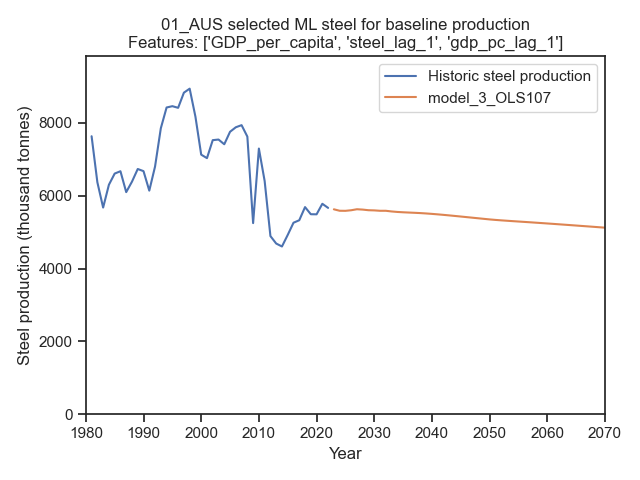 01_AUS selected ML steel for baseline production
Features: ['GDP_per_capita', 'steel_lag_1', 'gdp_pc_lag_1']
Historic steel production
model_3_OLS107
Steel production (thousand tonnes)
8000
6000
4000
2000
0
1980 1990 2000 2010 2020 2030 2040 2050 2060 2070
Year